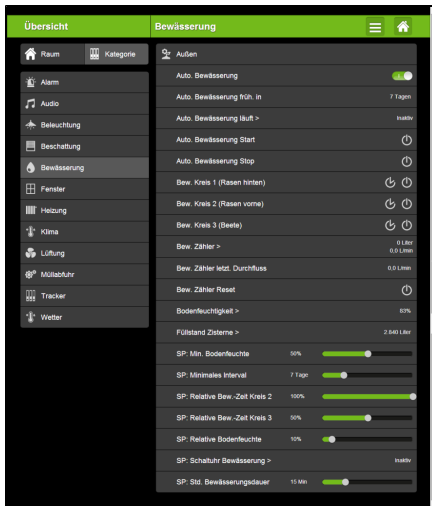 Übersicht
Bewässerung
Raum
Kategorie
Alarm
Audio
Beleuchtung
Beschattung
Bewässerung
Fenster
Heizung
Klima
Lüftung
Müllabfuhr
Tracker
Wetter
Außen
Auto. Bewässerung
Auto. Bewässerung früh. in 7 Tagen
Auto. Bewässerung läuft > Inaktiv
Auto. Bewässerung Start
Auto. Bewässerung Stop
Bew. Kreis 1 (Rasen hinten)
Bew. Kreis 2 (Rasen vorne)
Bew. Kreis 3 (Beete)
Bew. Zähler > 0 Liter
0,0 L/min
Bew. Zähler letzt. Durchfluss 0,0 L/min
Bew. Zähler Reset
Bodenfeuchtigkeit > 83%
Füllstand Zisterne > 2.840 Liter
SP: Min. Bodenfeuchte 50%
SP: Minimales Interval 7 Tage
SP: Relative Bew.-Zeit Kreis 2 100%
SP: Relative Bew.-Zeit Kreis 3 50%
SP: Relative Bodenfeuchte 10%
SP: Schaltuhr Bewässerung > Inaktiv
SP: Std. Bewässerungsdauer 15 Min